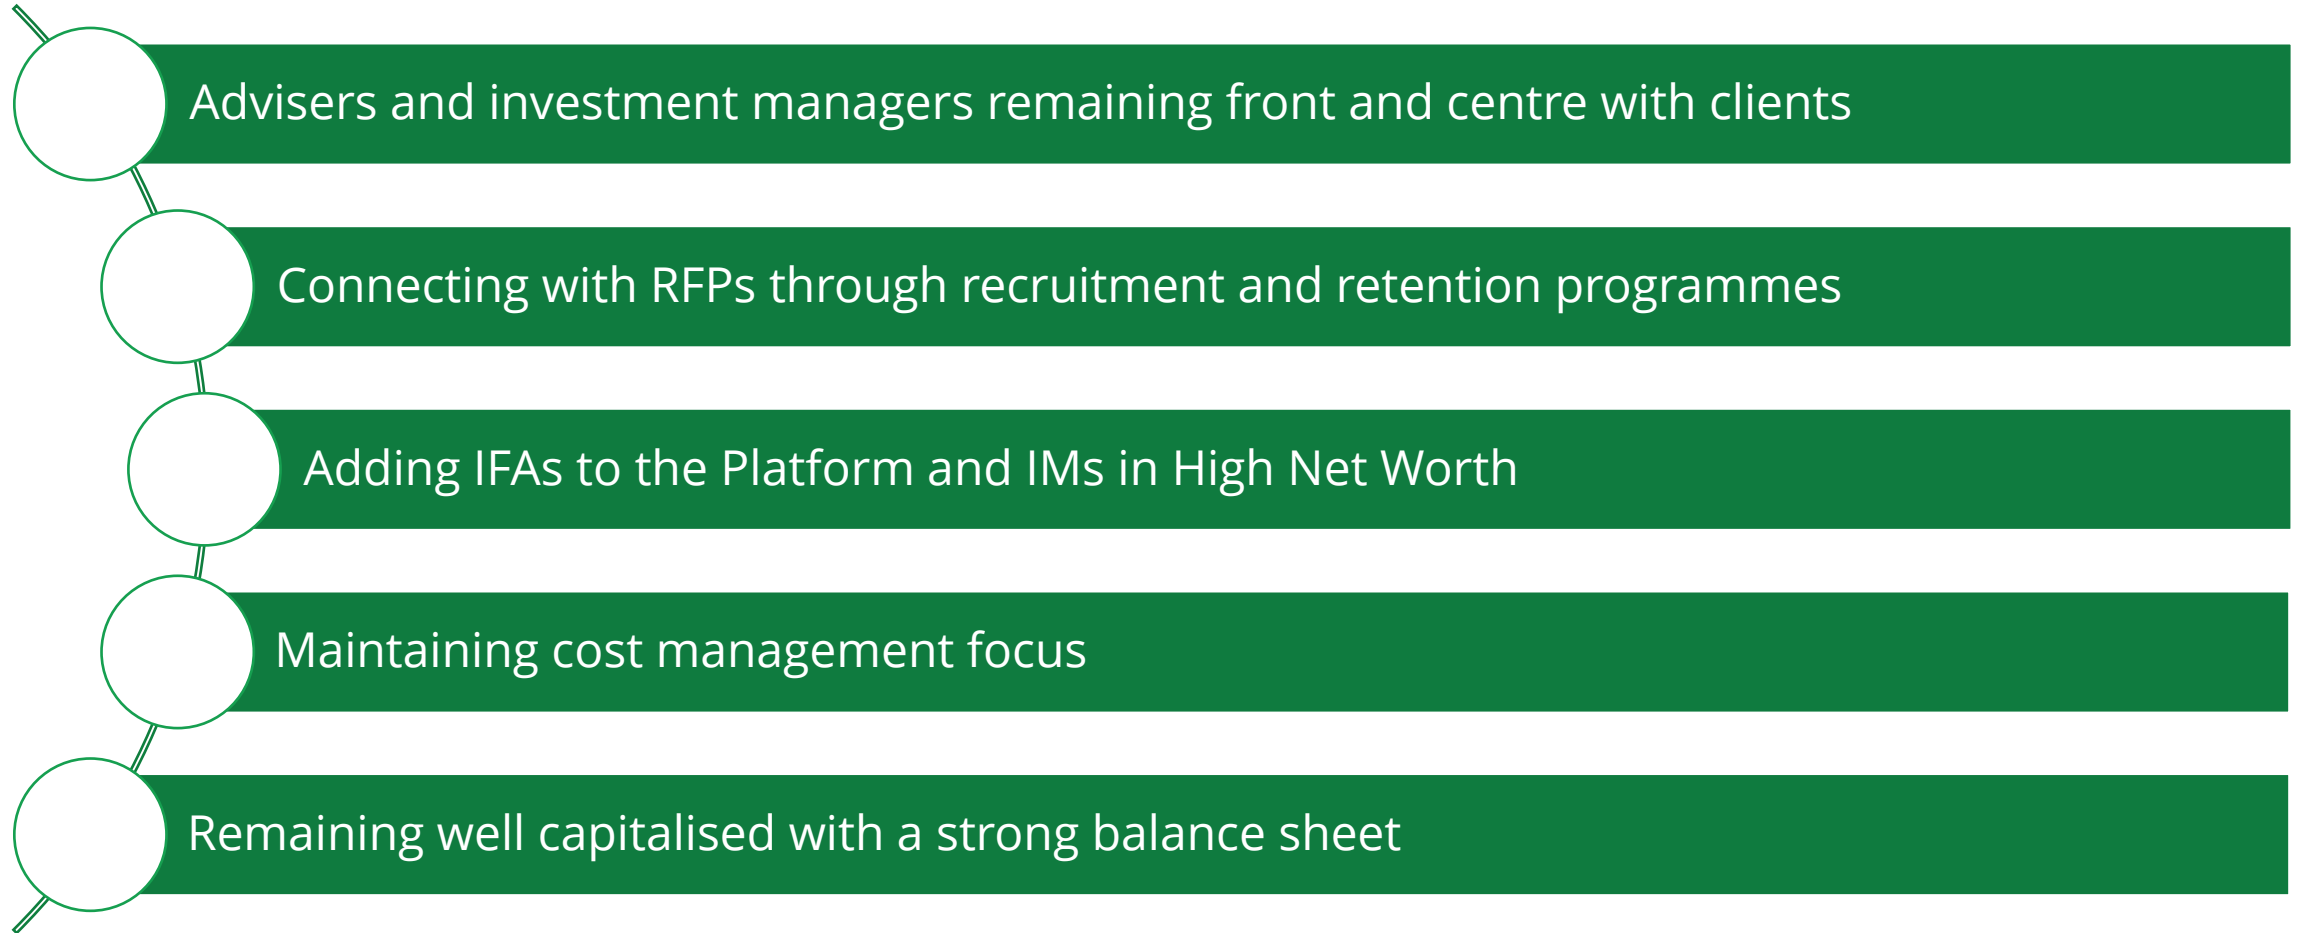 Advisers and investment managers remaining front and centre with clients
Connecting with RFPs through recruitment and retention programmes
Adding IFAs to the Platform and IMs in High Net Worth
Maintaining cost management focus
Remaining well capitalised with a strong balance sheet